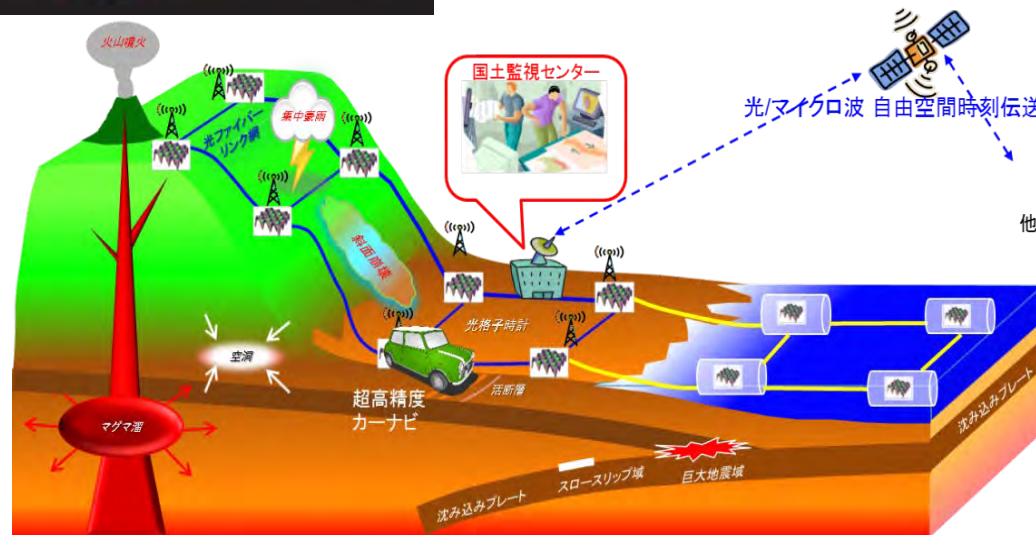 火山噴火
国土監視センター
集中豪雨
光ファイバー
リンク網
光/マイクロ波 自由空間時刻伝送
他
斜面崩壊
光格子時計
空洞
活断層
超高精度
カーナビ
マグマ溜
沈み込みプレート
スロースリップ域
巨大地震域
沈み込みプレート